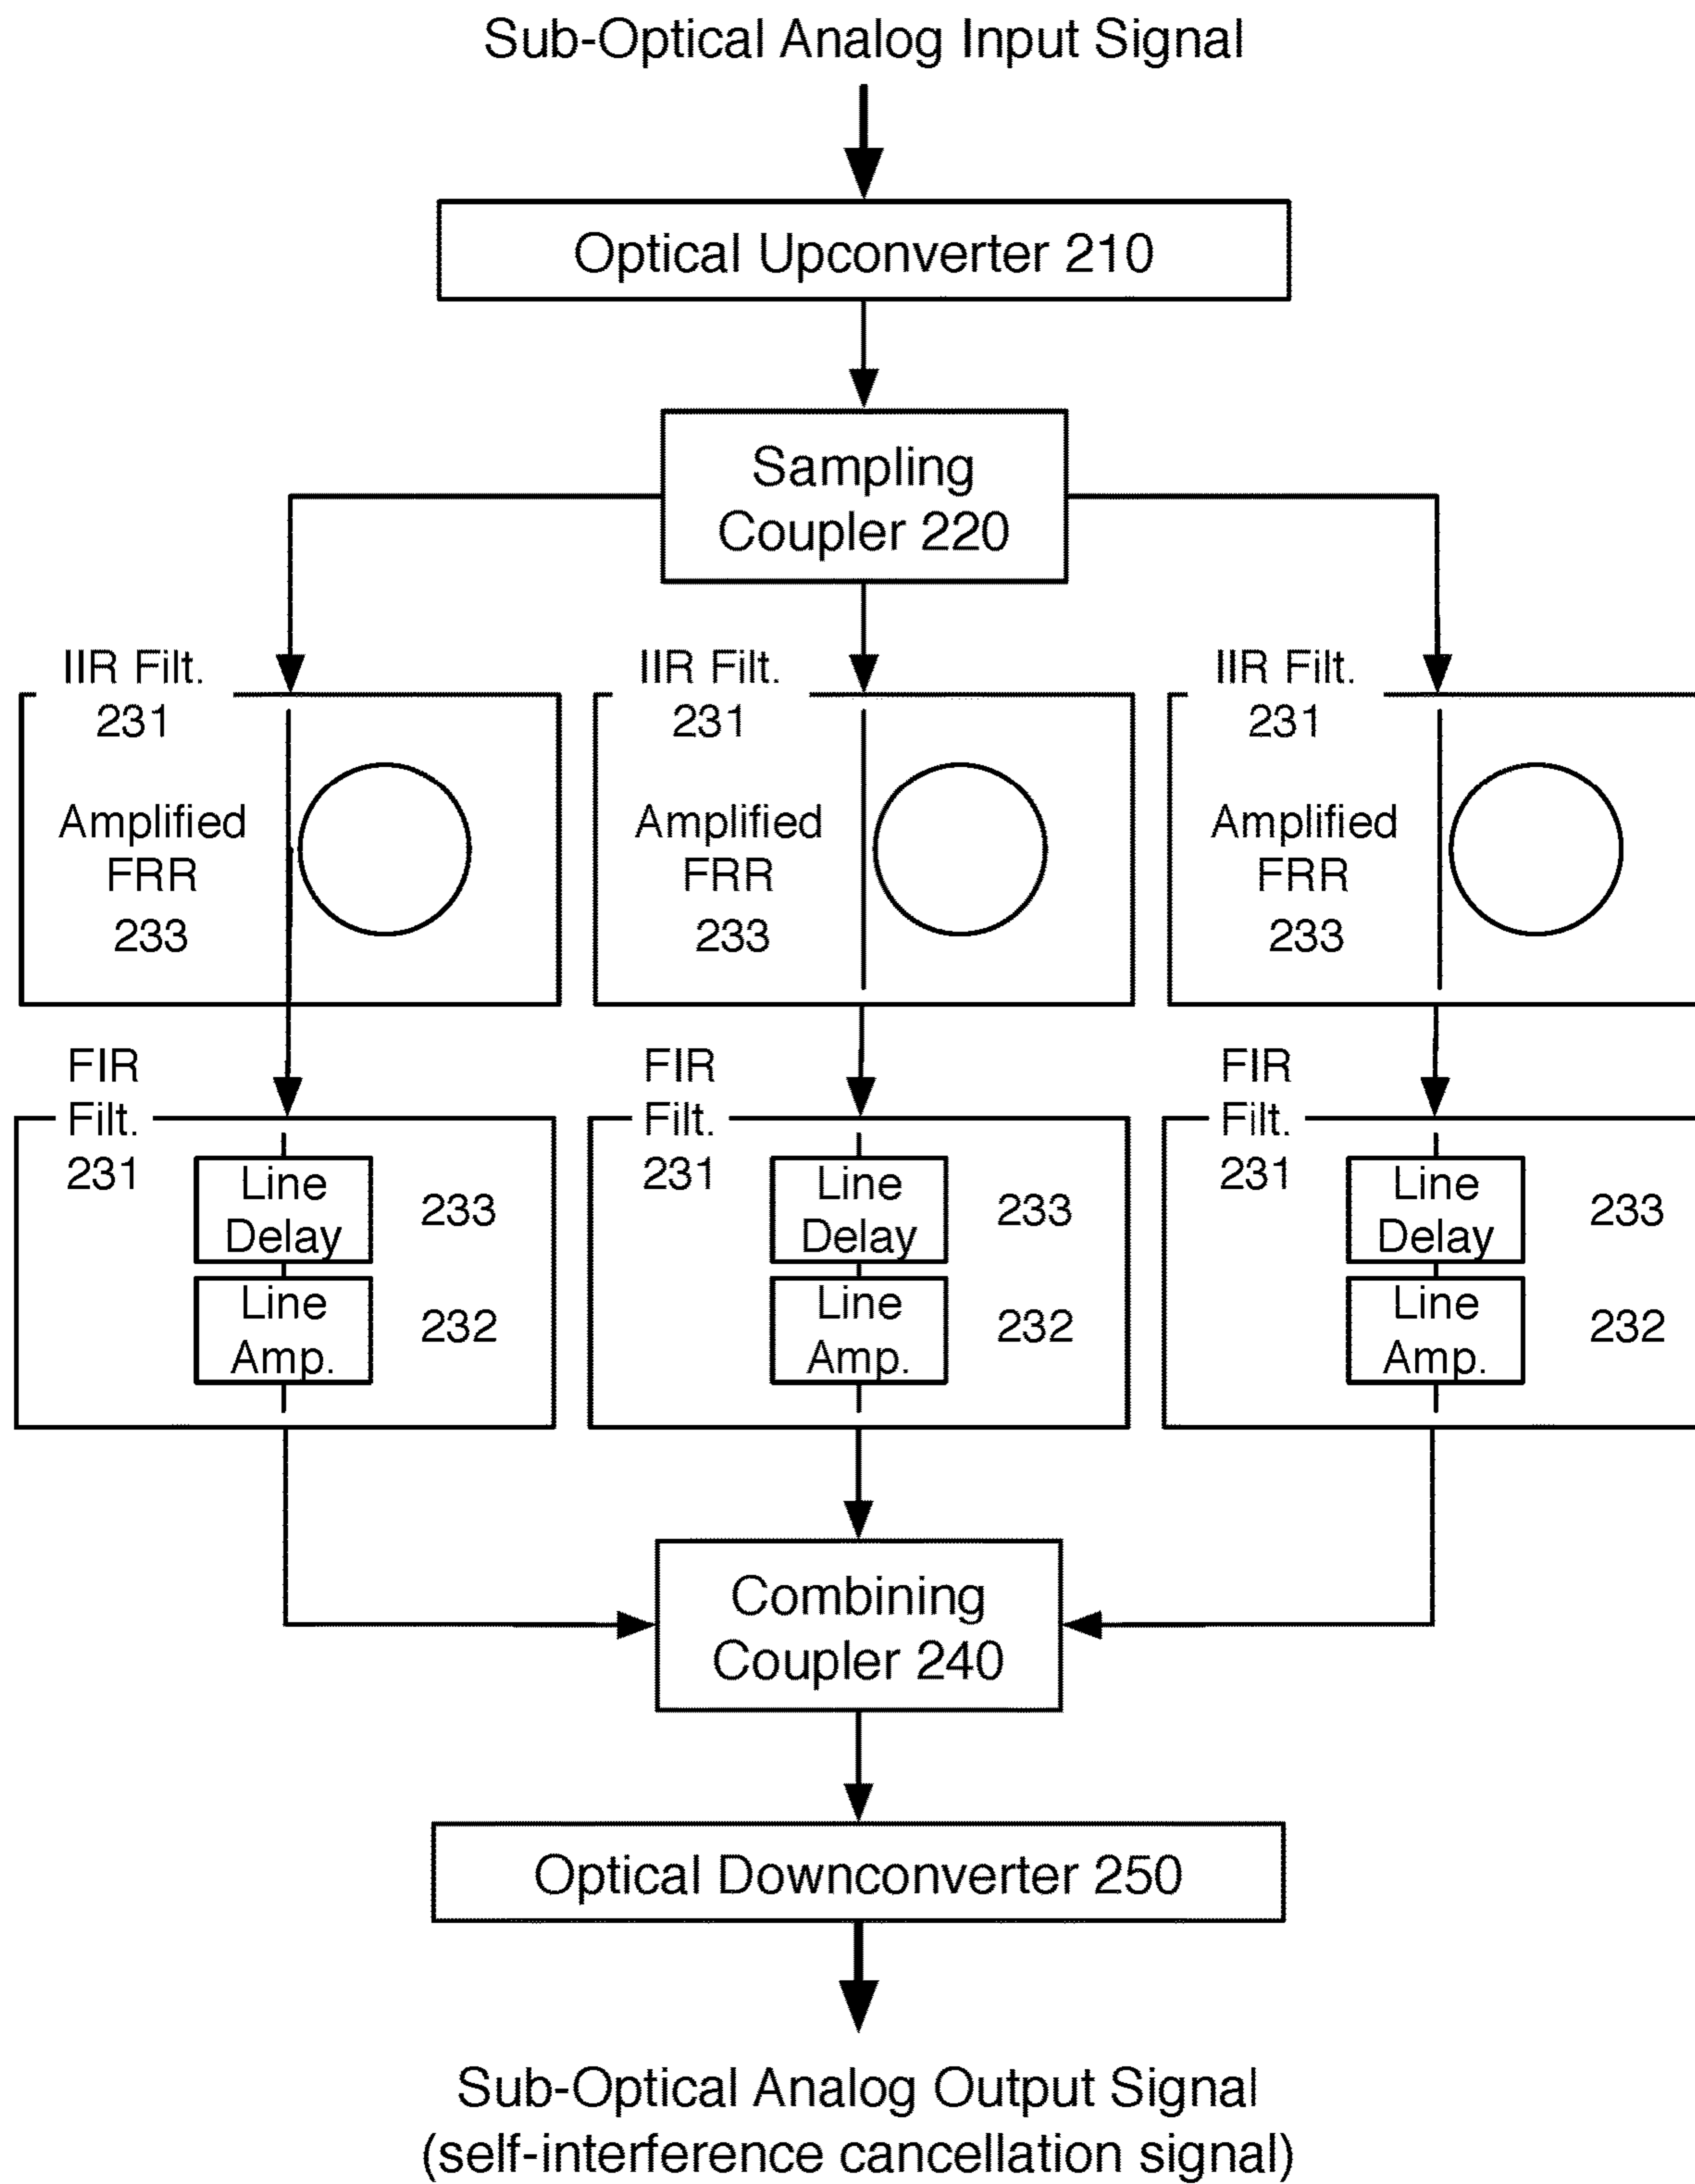 Sub-Optical Analog Input Signal
Optical Upconverter 210
Sampling
Coupler 220
IIR Filt.
231
Amplified
FRR
233
IIR Filt.
231
Amplified
FRR
233
IIR Filt.
231
Amplified
FRR
233
FIR
Filt.
231
Line
Delay
233
Line
Amp.
232
FIR
Filt.
231
Line
Delay
233
Line
Amp.
232
FIR
Filt.
231
Line
Delay
233
Line
Amp.
232
Combining
Coupler 240
Optical Downconverter 250
Sub-Optical Analog Output Signal
(self-interference cancellation signal)